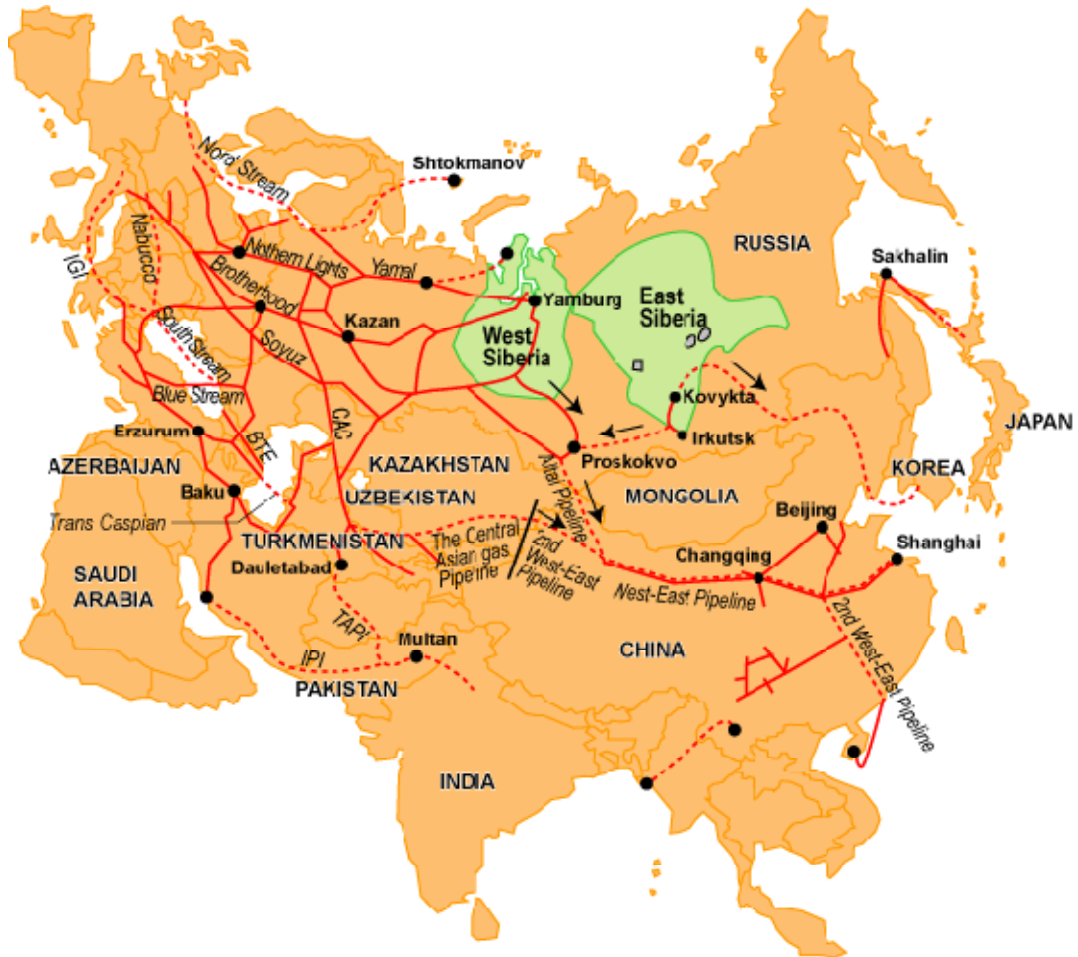 Shtokmanov
Nord Stream
RUSSIA
Nabucco
IGI
Nothern Lights
Yamal
Sakhalin
Brotherhood
Yamburg
East
Siberia
Kazan
West
Siberia
South Stream
Soyuz
Blue Stream
Kovykta
CAC
JAPAN
Erzurum
BTE
Irkutsk
AZERBAIJAN
KAZAKHSTAN
Proskokvo
KOREA
Baku
UZBEKISTAN
Altai Pipeline
MONGOLIA
Trans Caspian
Beijing
TURKMENISTAN
The Central
Asian gas
Pipeline
2nd
West-East
Pipeline
Changqing
Shanghai
Dauletabad
SAUDI
ARABIA
Nest-East Pipeline
TAPI
Multan
2nd West-East Pipeline
IPI
CHINA
PAKISTAN
INDIA